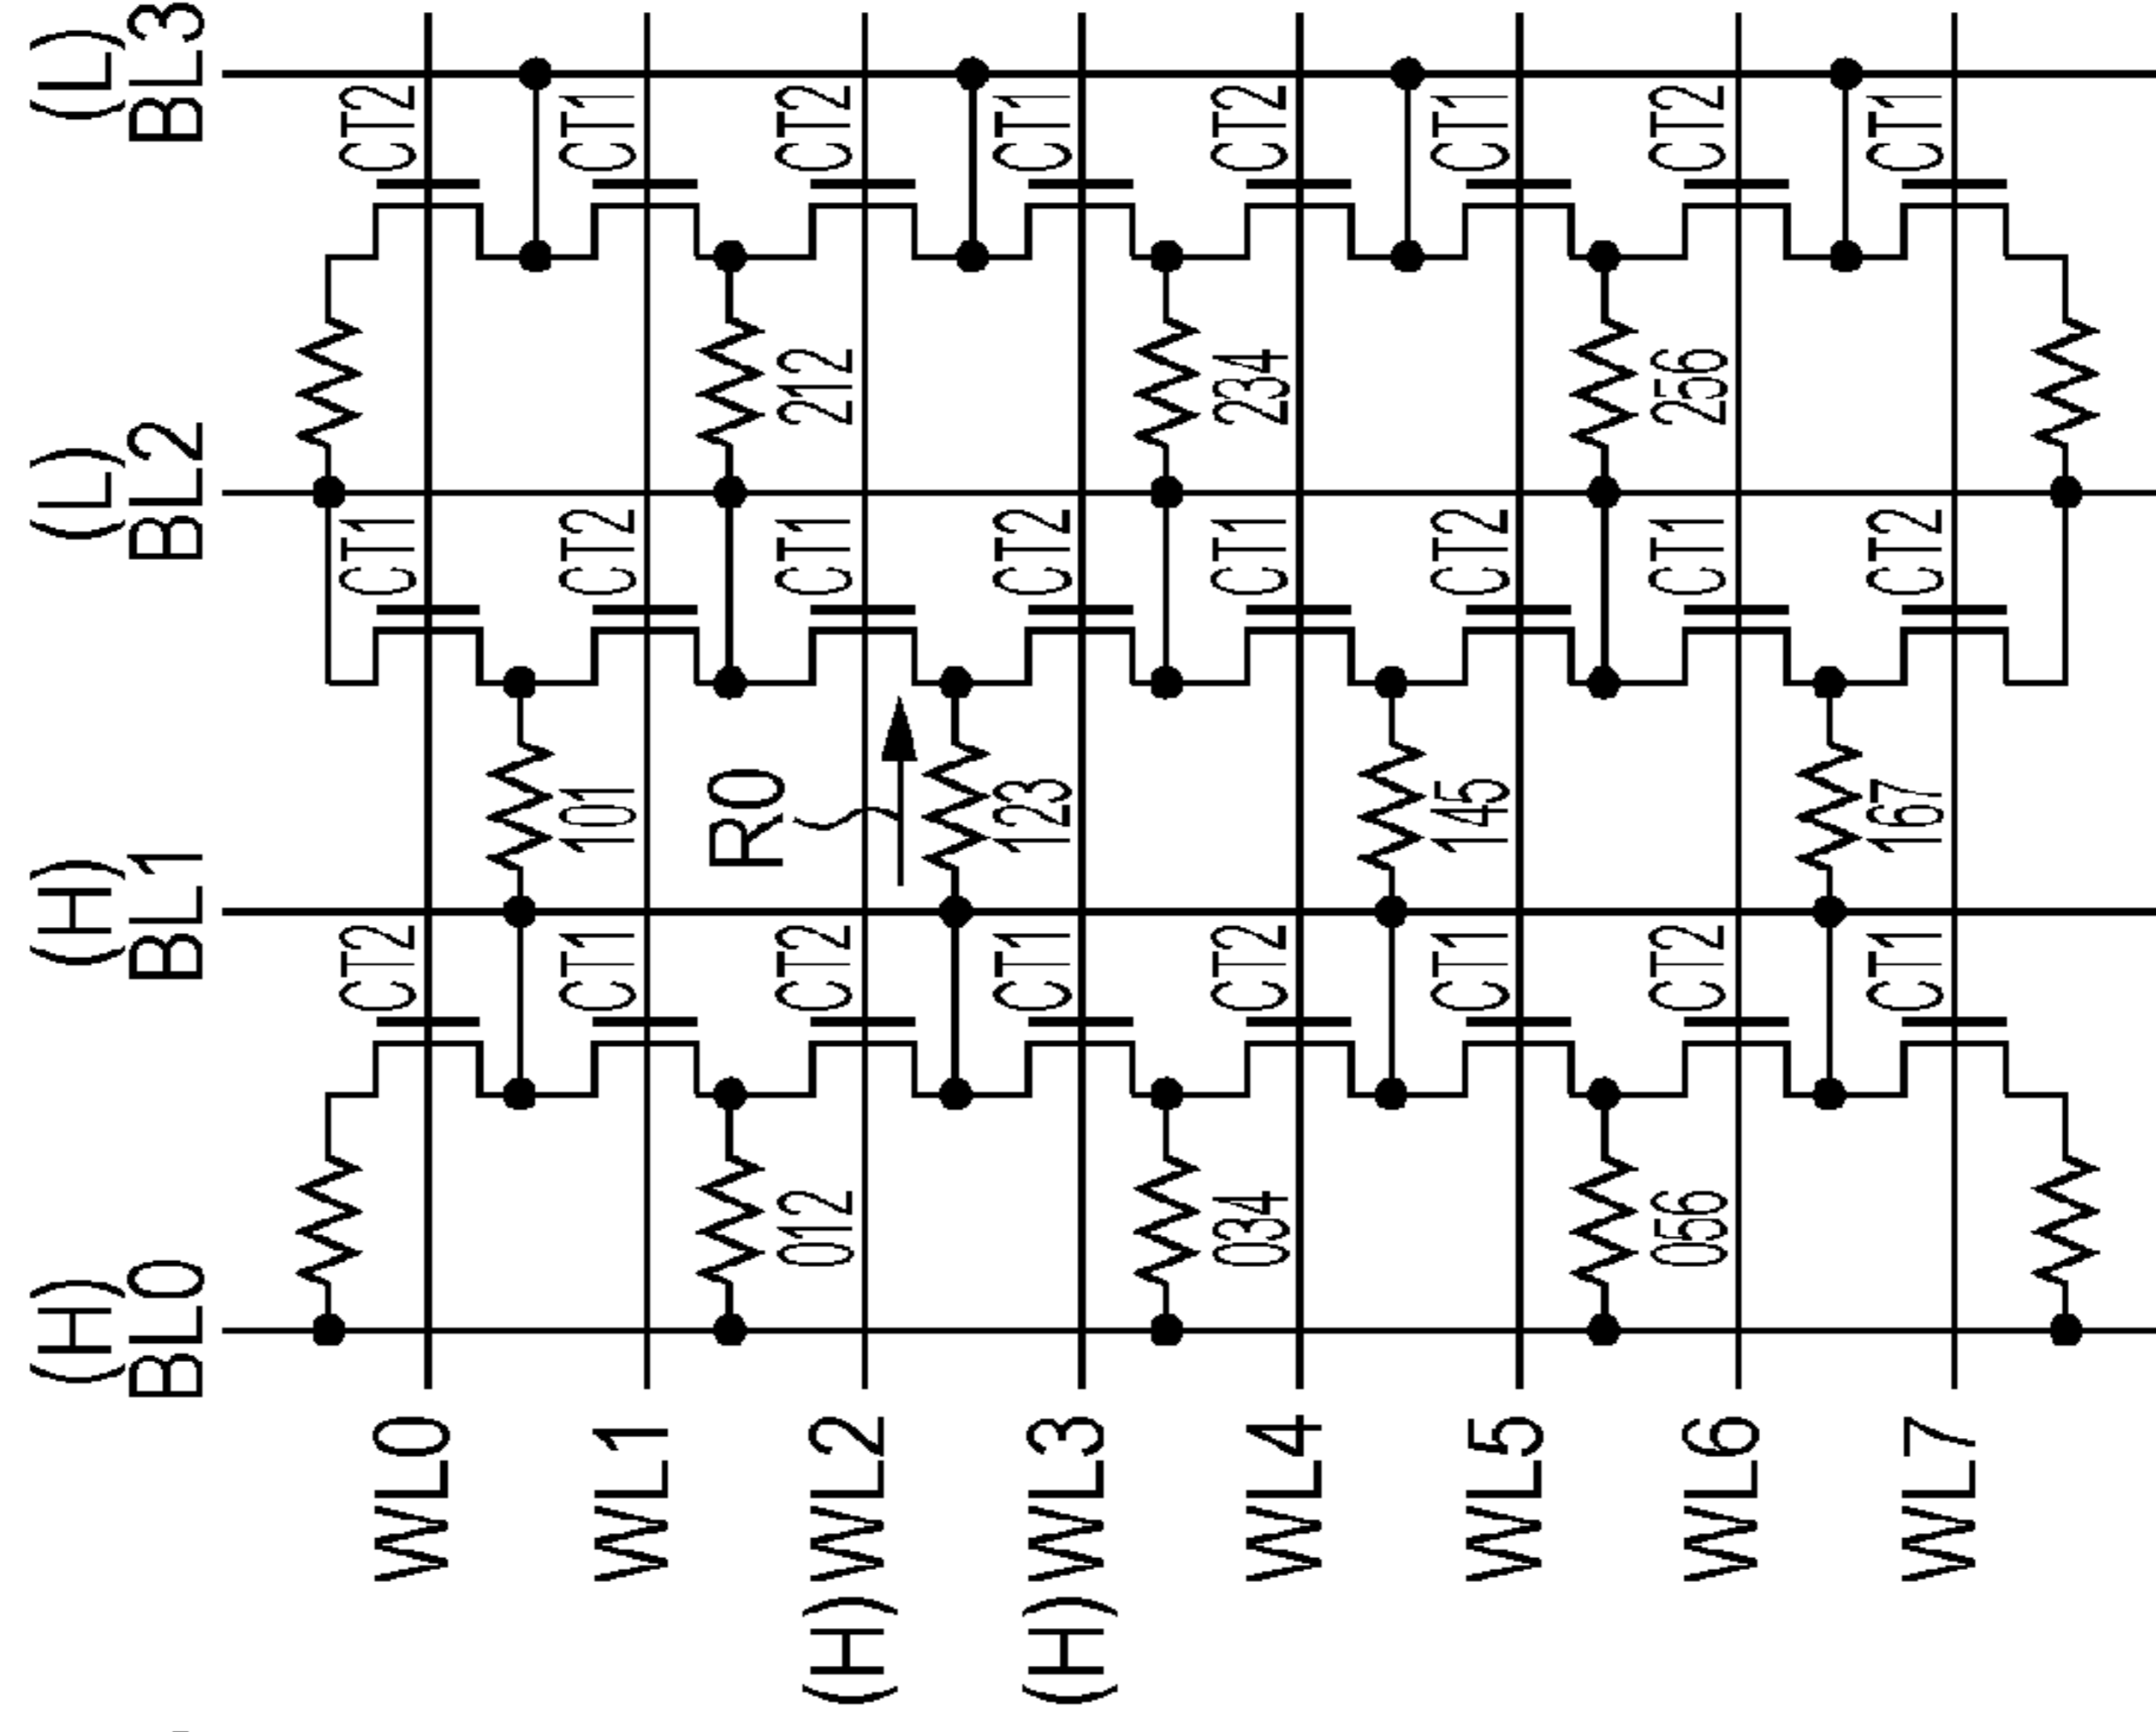 (H) (H) (L) (L)
BL0 BL1 BL2 BL3
WL0 CT2 CT1 CT2
WL1 CT1 101 CT2 CT1
R0
(H)WL2 012 CT2 CT1 212 CT2
(H)WL3 CT1 123 CT2 CT1
WL4 034 CT2 CT1 234 CT2
WL5 CT1 145 CT2 CT1
WL6 056 CT2 CT1 256 CT2
WL7 CT1 167 CT2 CT1